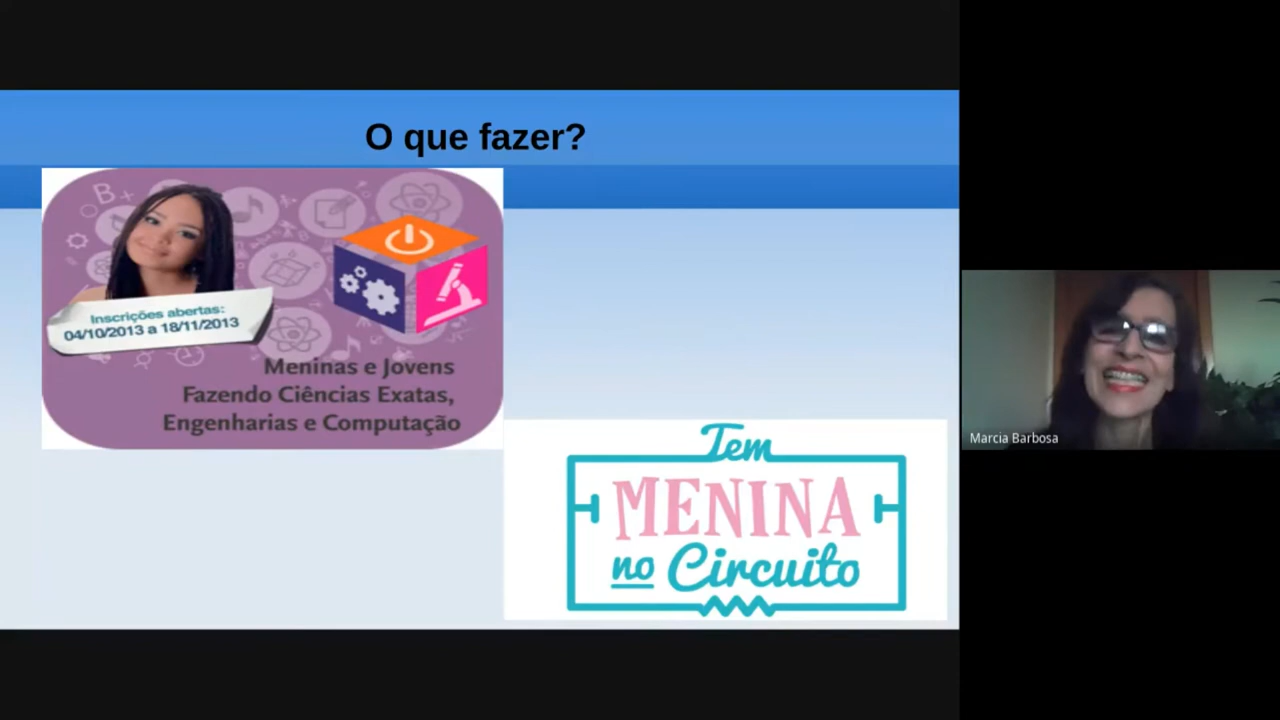 O que fazer?
Inscrições abertas:
04/10/2013 a 18/11/2013
Meninas e Jovens
Fazendo Ciências Exatas,
Engenharias e Computação
Tem
MENINA
no Circuito
Marcia Barbosa